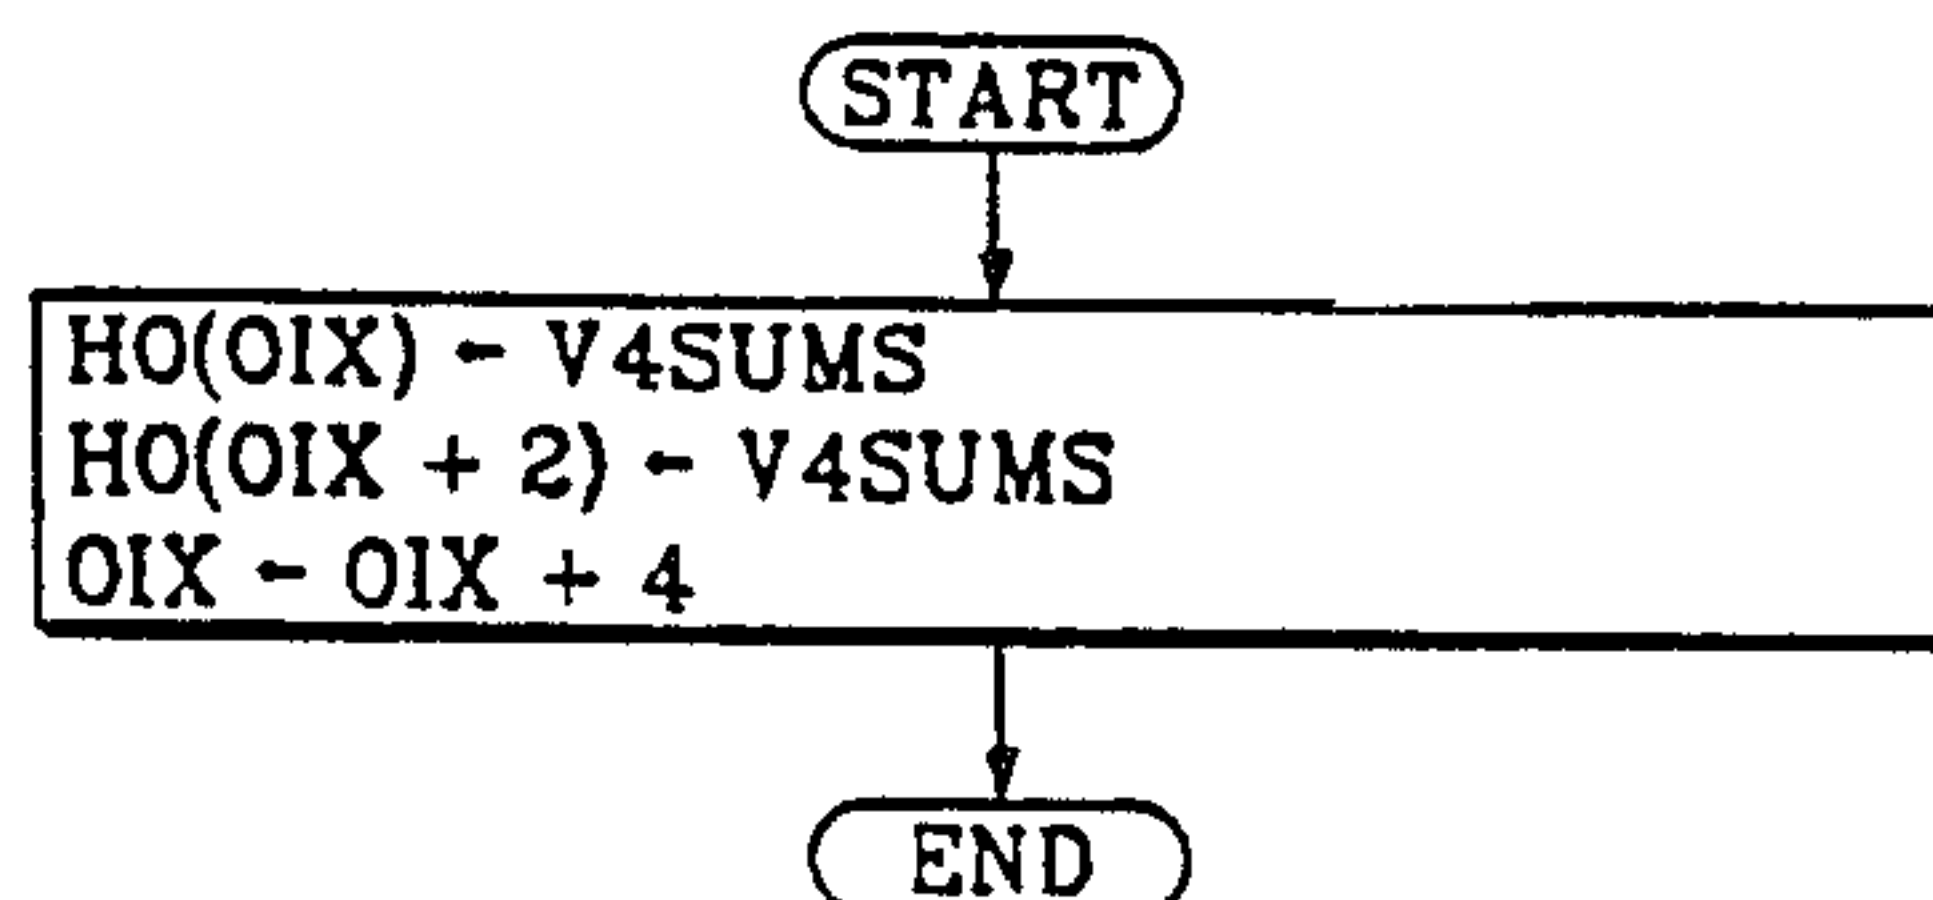 START
HO(OIX) ← V4SUMS
HO(OIX + 2) ← V4SUMS
OIX ← OIX + 4
END